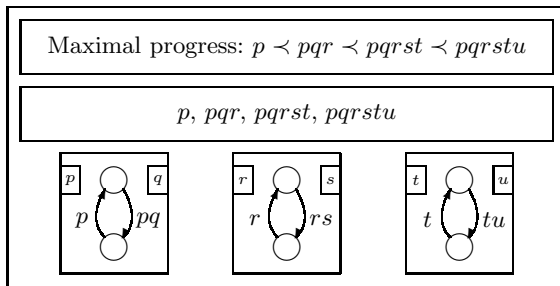 Maximal progress: p ≺ pqr ≺ pqrst ≺ pqrstu
p, pqr, pqrst, pqrstu
p q r s t u
p pq r rs t tu